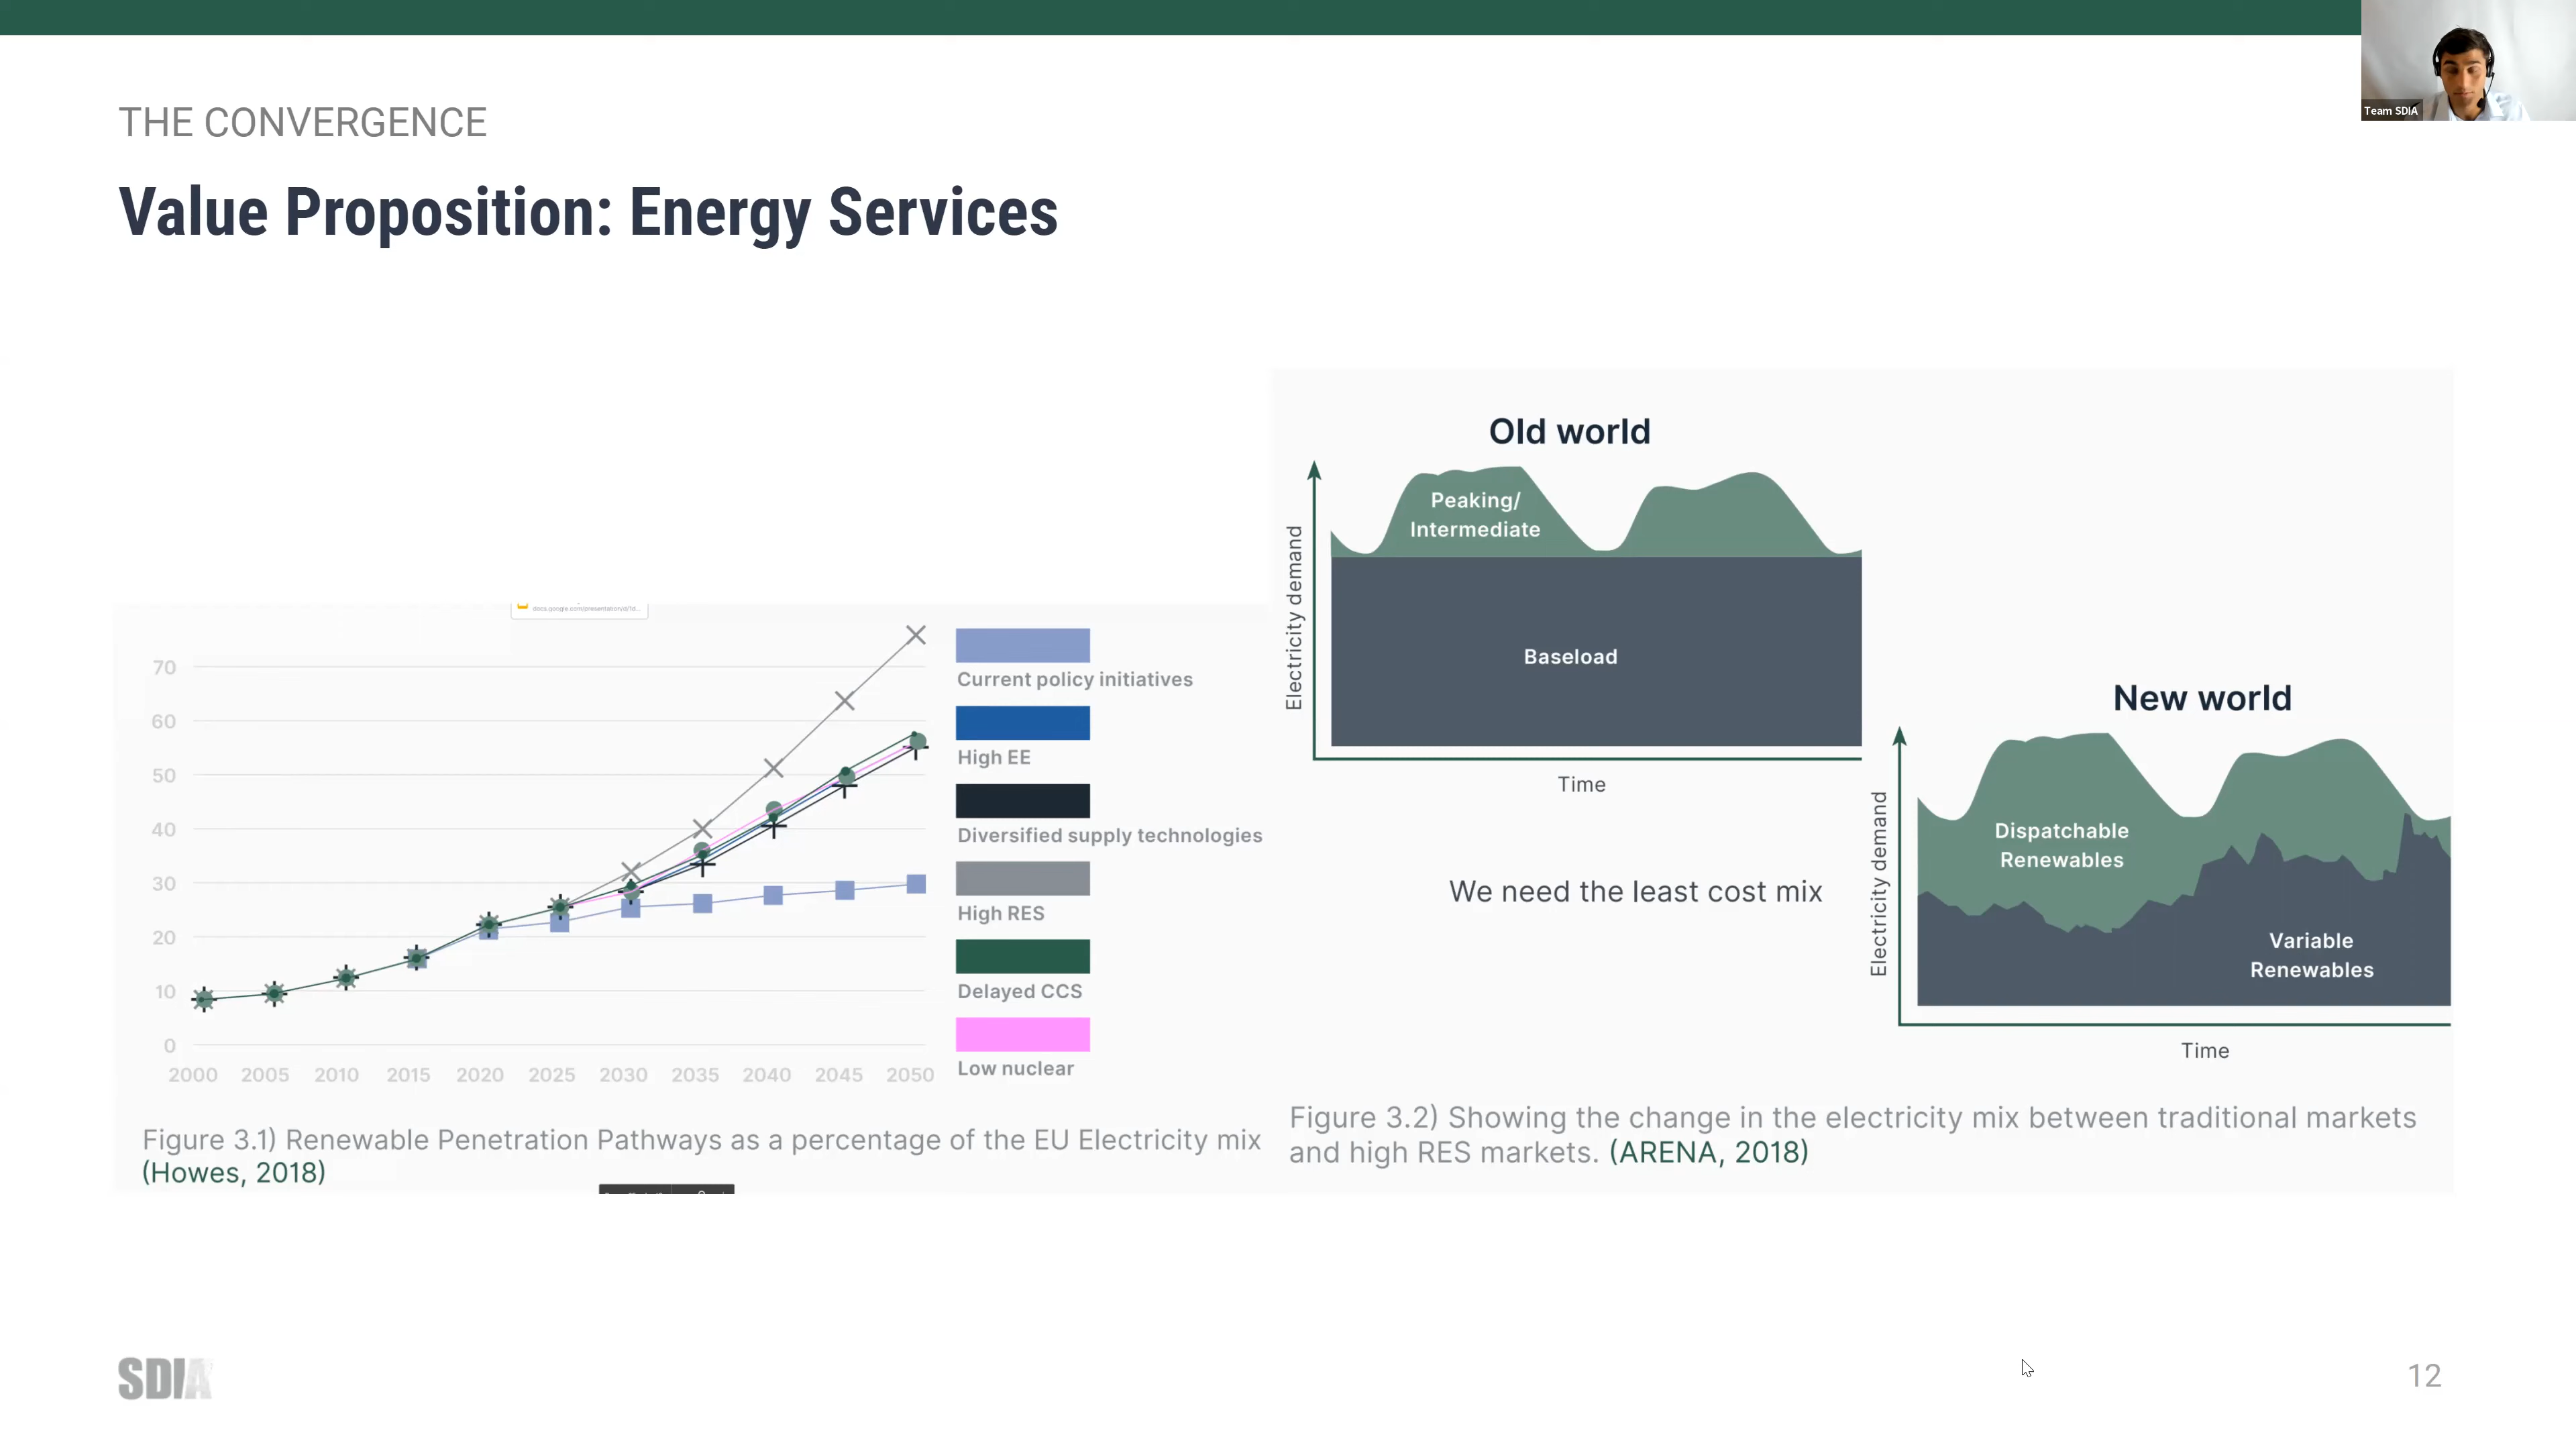 Team SDIA
THE CONVERGENCE
Value Proposition: Energy Services
docs.google.com/presentation/d/1d...
70
60
50
40
30
20
10
0
2000 2005 2010 2015 2020 2025 2030 2035 2040 2045 2050
Current policy initiatives
High EE
Diversified supply technologies
High RES
Delayed CCS
Low nuclear
Figure 3.1) Renewable Penetration Pathways as a percentage of the EU Electricity mix
(Howes, 2018)
Old world
Electricity demand
Peaking/
Intermediate
Baseload
Time
We need the least cost mix
New world
Electricity demand
Dispatchable
Renewables
Variable
Renewables
Time
Figure 3.2) Showing the change in the electricity mix between traditional markets
and high RES markets. (ARENA, 2018)
SDIA
12